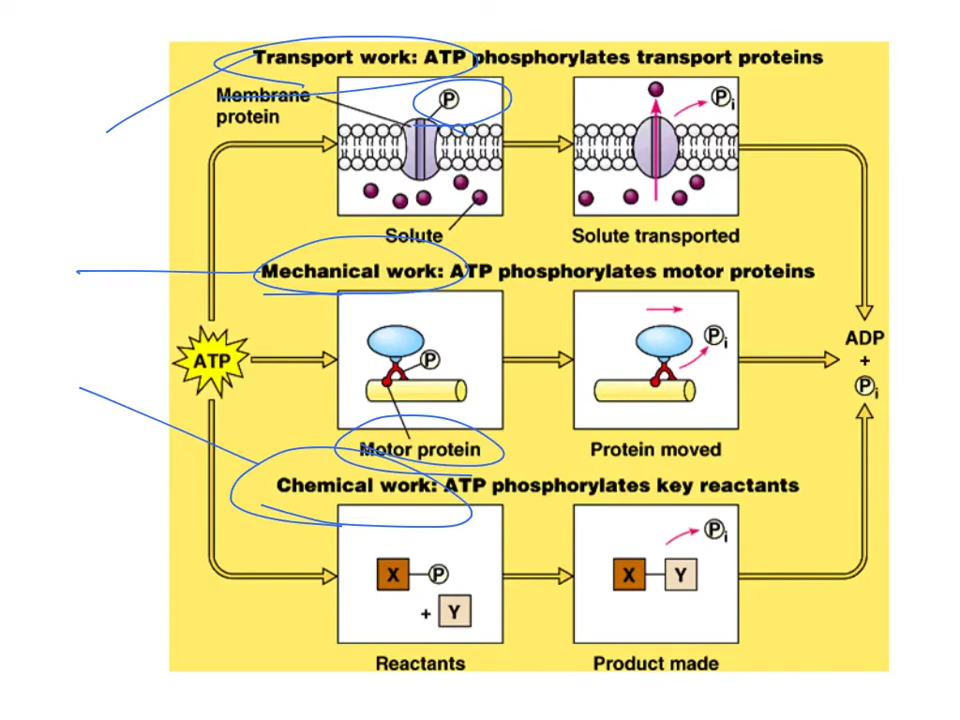 Transport work: ATP phosphorylates transport proteins
Membrane
protein
P
Pi
Solute
Solute transported
Mechanical work: ATP phosphorylates motor proteins
ATP
P
Pi
ADP
+
Pi
Motor protein
Protein moved
Chemical work: ATP phosphorylates key reactants
Pi
X P
+ Y
X Y
Reactants
Product made